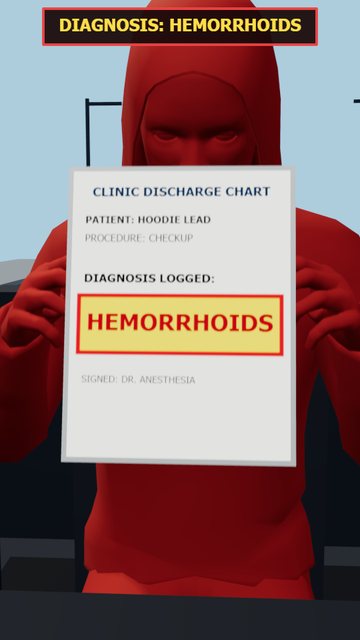 DIAGNOSIS: HEMORRHOIDS
CLINIC DISCHARGE CHART
PATIENT: HOODIE LEAD
PROCEDURE: CHECKUP
DIAGNOSIS LOGGED:
HEMORRHOIDS
SIGNED: DR. ANESTHESIA